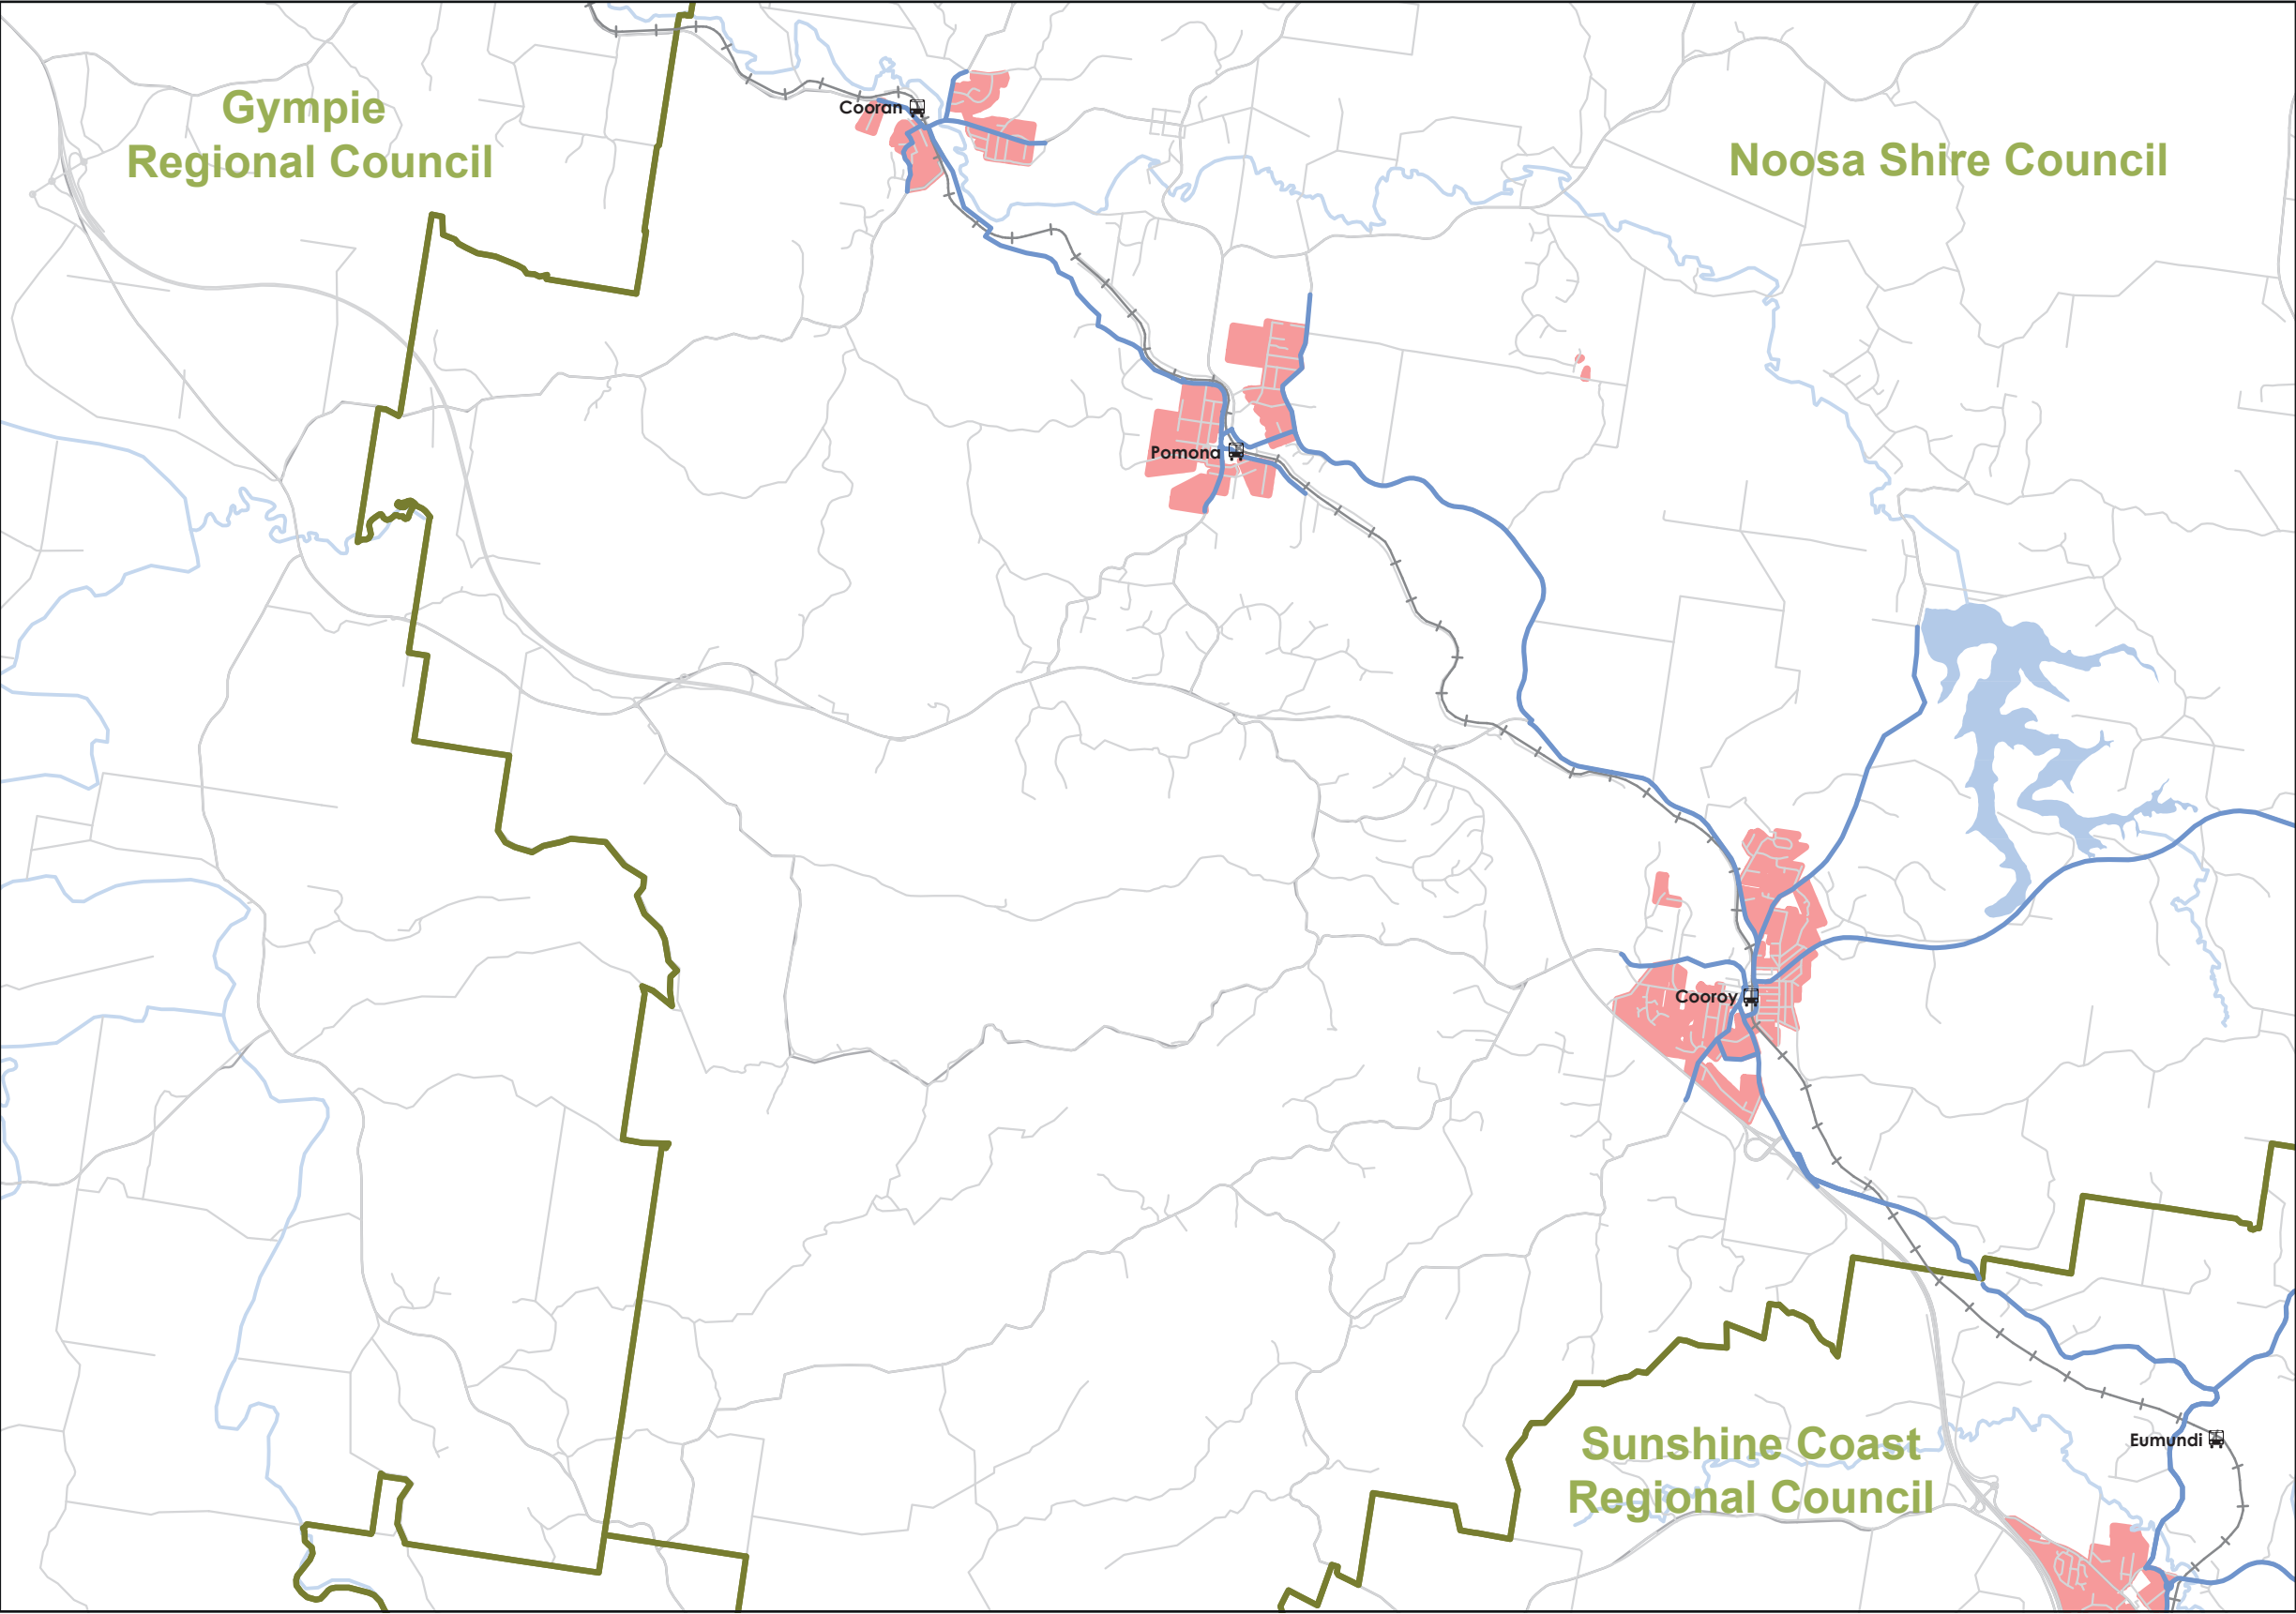 Gympie
Regional Council
Cooran
Noosa Shire Council
Pomona
Cooroy
Sunshine Coast
Regional Council
Eumundi